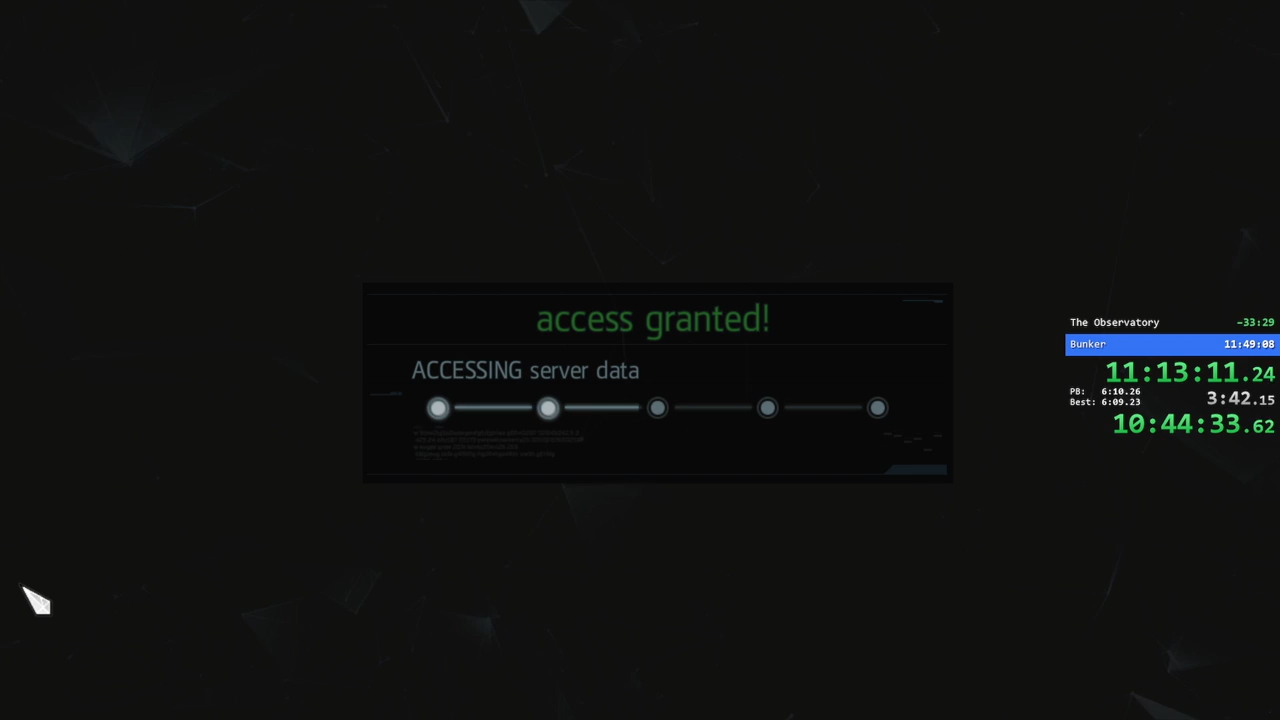 access granted!
ACCESSING server data
The Observatory -33:29
Bunker 11:49:08
11:13:11.24
PB: 6:10.26
Best: 6:09.23
3:42.15
10:44:33.62